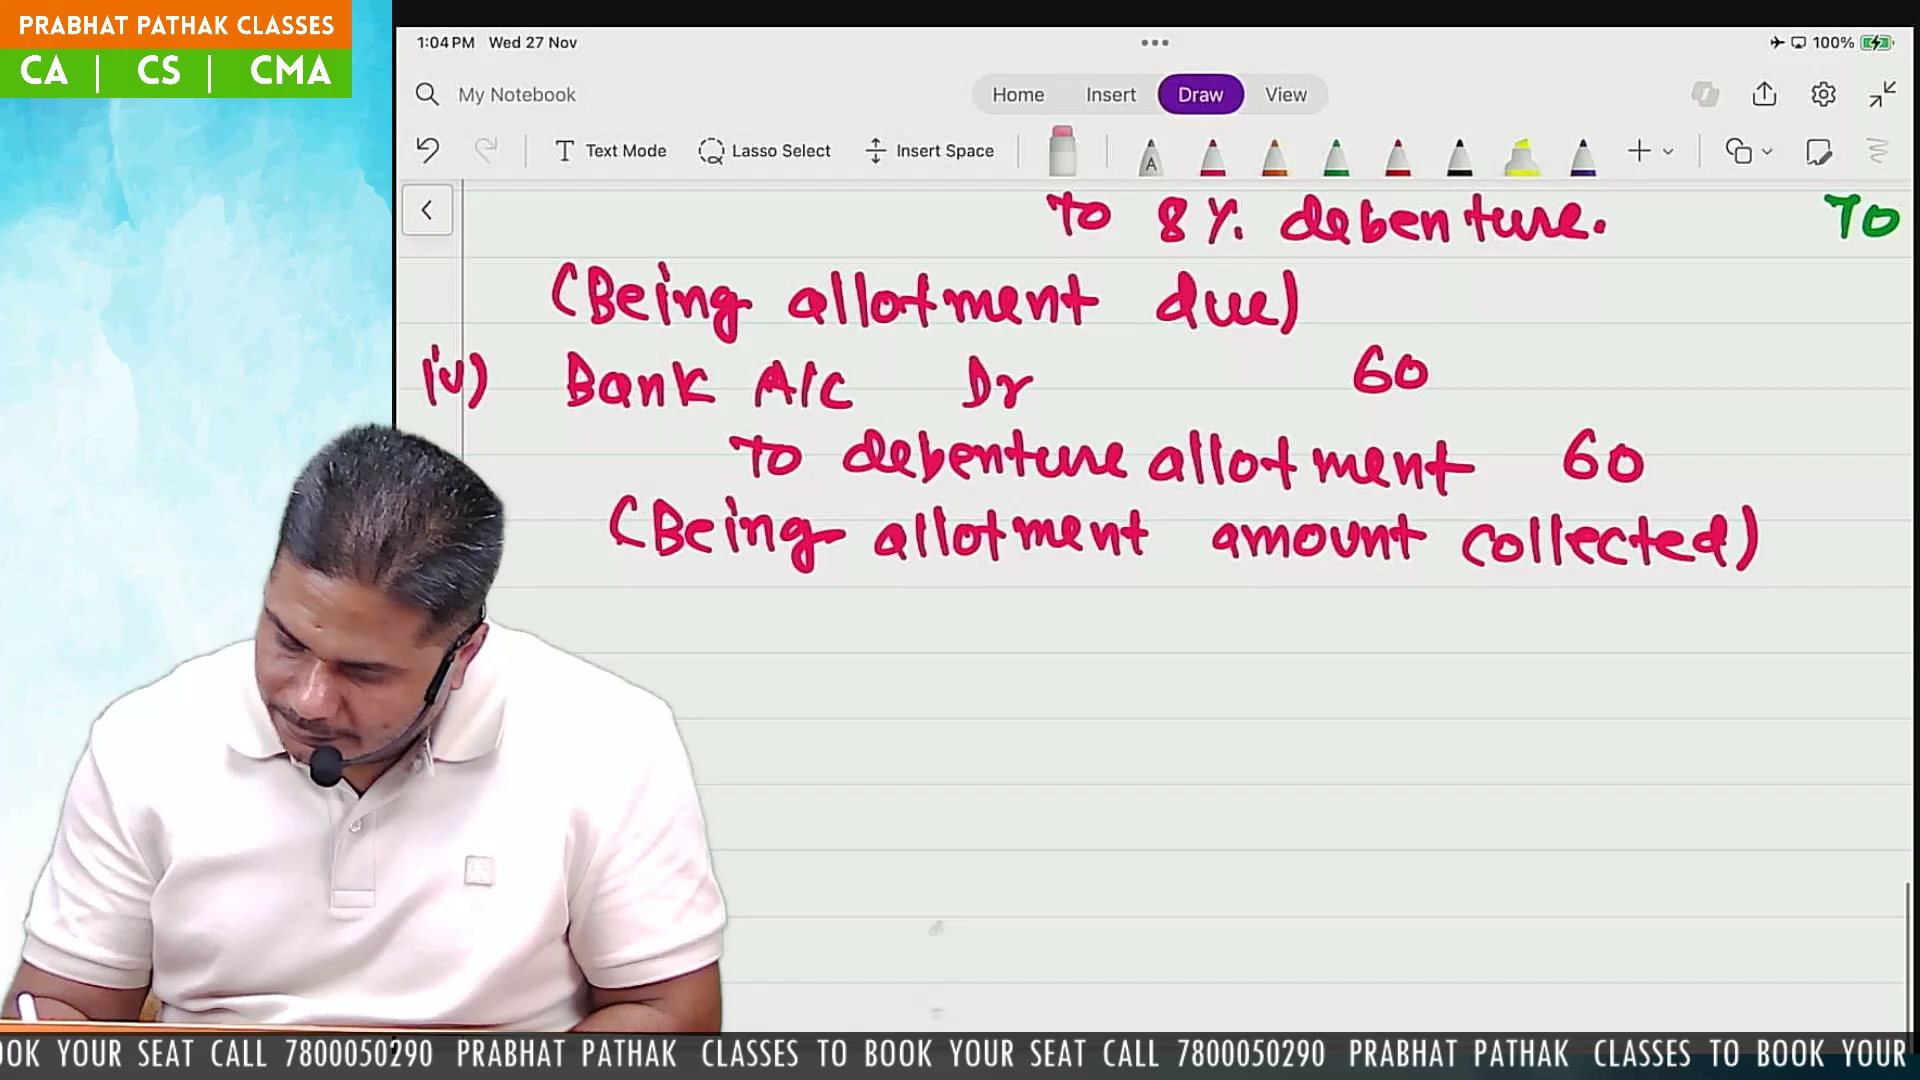 PRABHAT PATHAK CLASSES
CA | CS | CMA
1:04 PM Wed 27 Nov
100%
My Notebook
Home Insert Draw View
Text Mode Lasso Select Insert Space
A
To 8% debenture. To
(Being allotment due)
iv) Bank A/C Dr 60
To debenture allotment 60
(Being allotment amount collected)
OOK YOUR SEAT CALL 7800050290 PRABHAT PATHAK CLASSES TO BOOK YOUR SEAT CALL 7800050290 PRABHAT PATHAK CLASSES TO BOOK YOUR